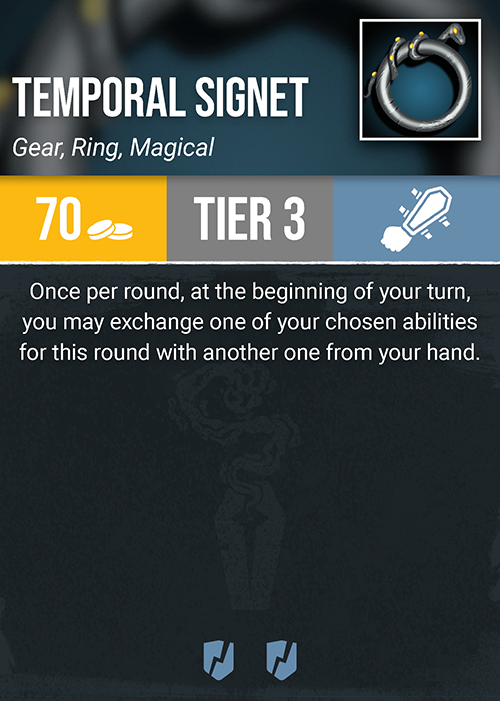 TEMPORAL SIGNET
Gear, Ring, Magical
70
TIER 3
Once per round, at the beginning of your turn,
you may exchange one of your chosen abilities
for this round with another one from your hand.